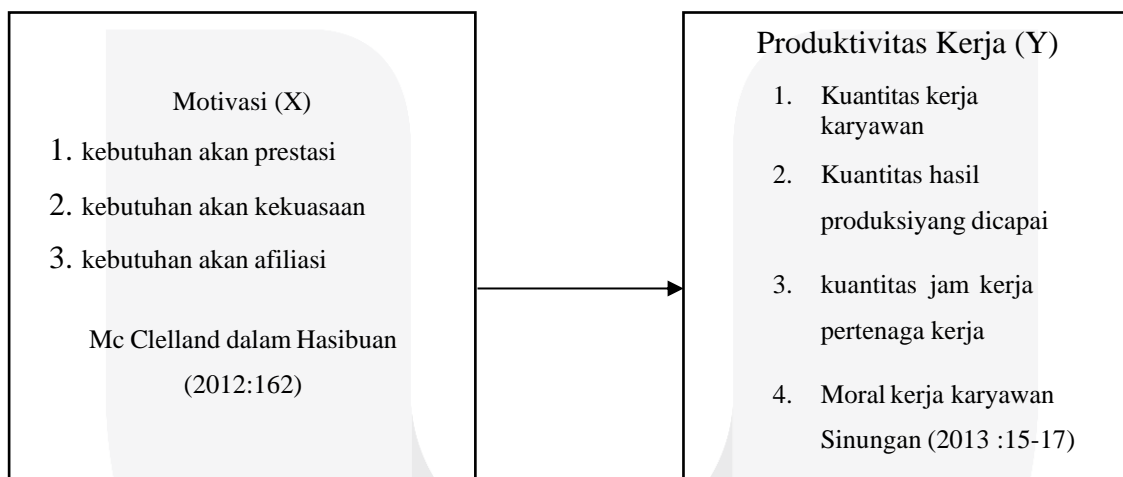 Motivasi (X)
1. kebutuhan akan prestasi
2. kebutuhan akan kekuasaan
3. kebutuhan akan afiliasi
Mc Clelland dalam Hasibuan
(2012:162)
Produktivitas Kerja (Y)
1. Kuantitas kerja
karyawan
2. Kuantitas hasil
produksiyang dicapai
3. kuantitas jam kerja
pertenaga kerja
4. Moral kerja karyawan
Sinungan (2013 :15-17)